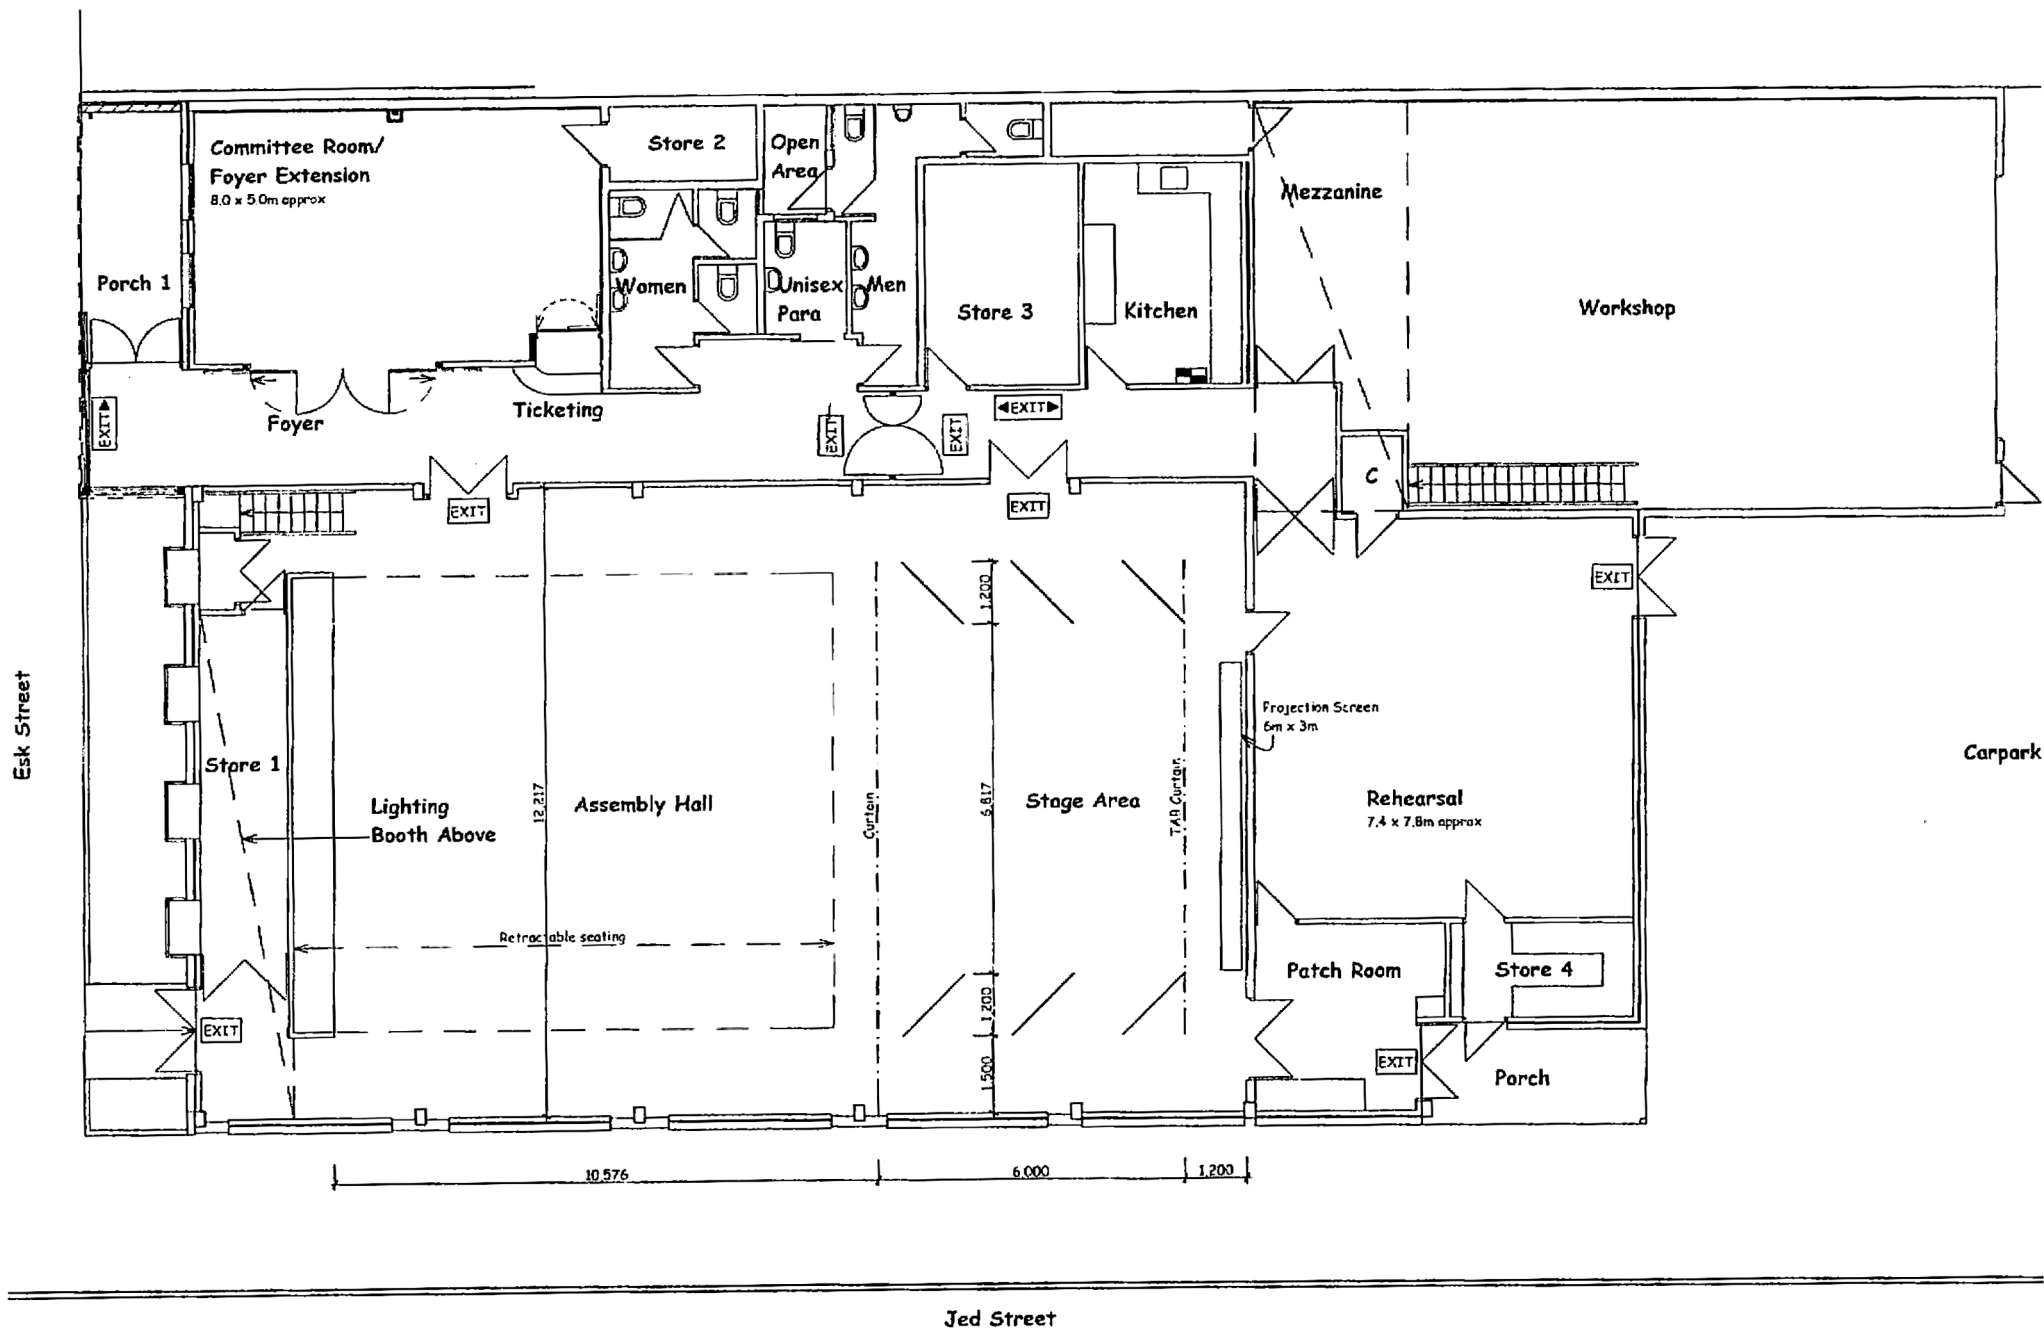 Committee Room/
Foyer Extension
8.0 x 5.0m approx
Store 2
Open
Area
Mezzanine
Porch 1
Women
Unisex
Para
Men
Store 3
Kitchen
Workshop
EXIT
Foyer
Ticketing
EXIT
EXIT
EXIT
C
EXIT
EXIT
EXIT
1,200
Esk Street
Store 1
Lighting
Booth Above
12,217
Assembly Hall
Curtain
6,817
Stage Area
TAB Curtain
Projection Screen
6m x 3m
Rehearsal
7.4 x 7.8m approx
Carpark
Retractable seating
Patch Room
Store 4
EXIT
1,200
1,500
EXIT
Porch
10,576
6,000
1,200
Jed Street